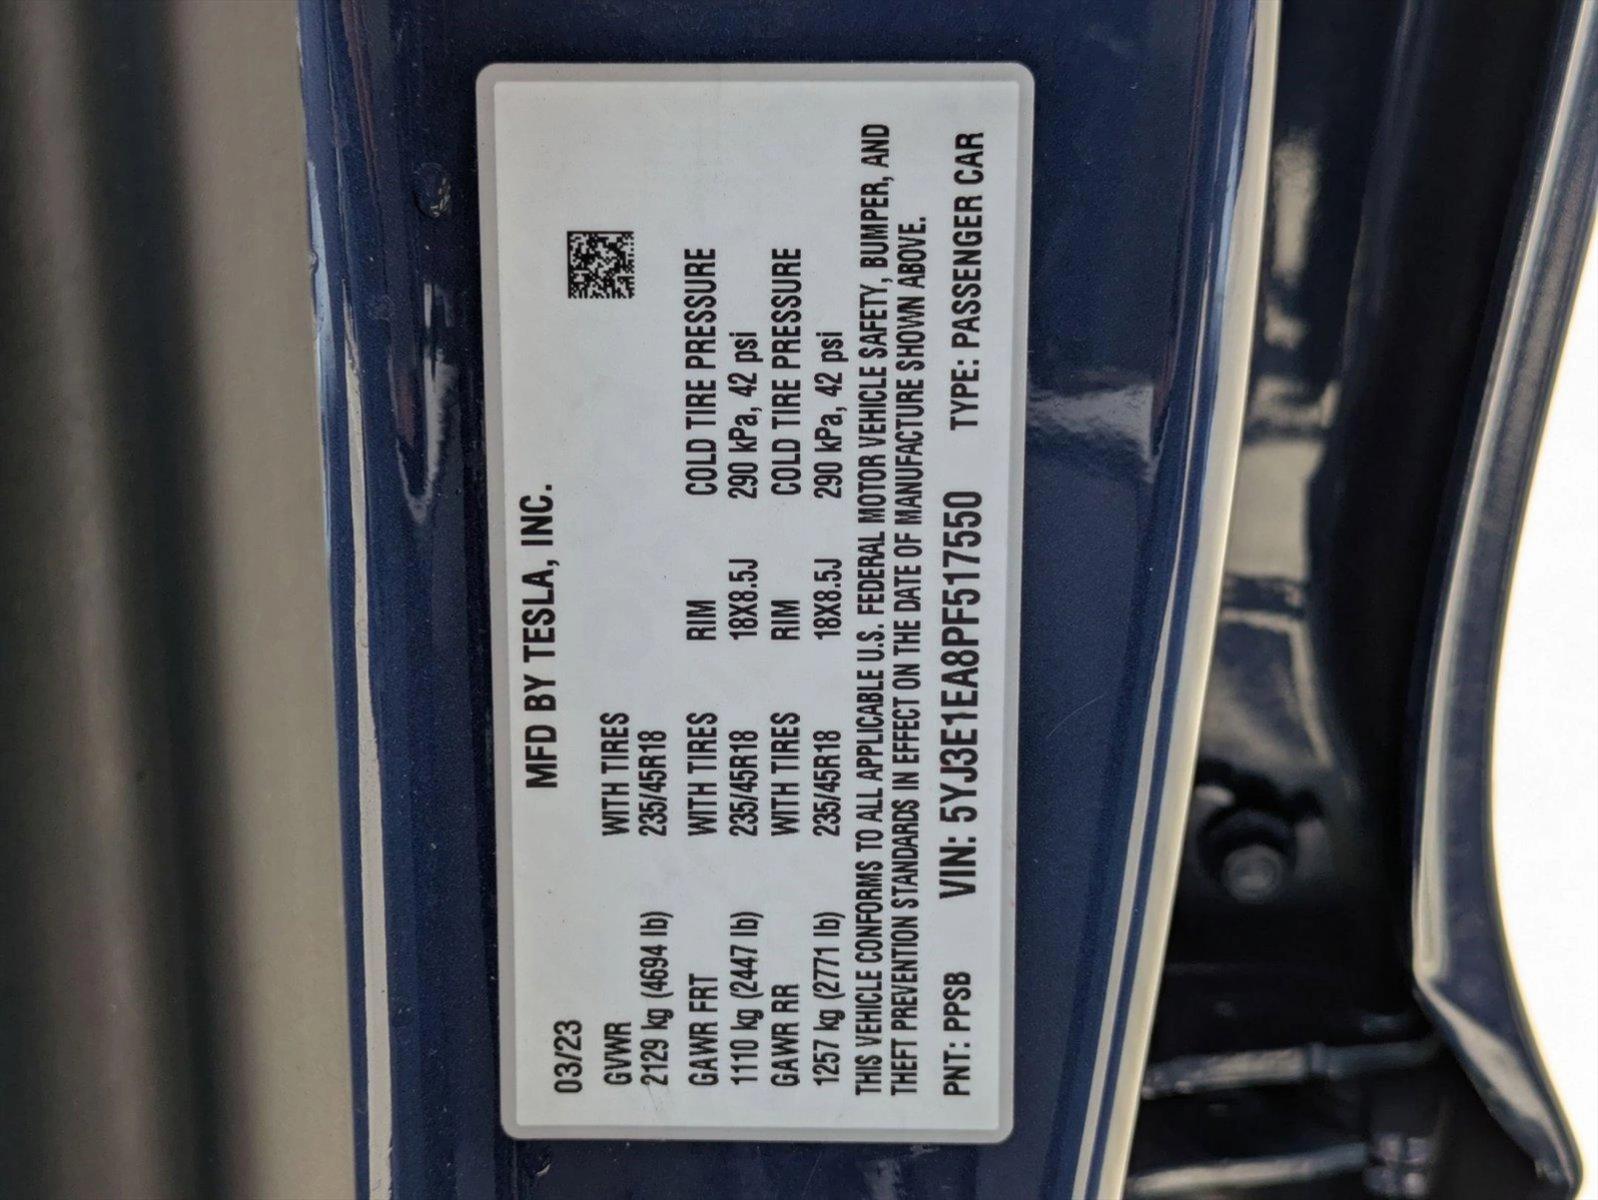 MFD BY TESLA, INC.
03/23
GVWR WITH TIRES
2129 kg (4694 lb) 235/45R18
GAWR FRT WITH TIRES RIM COLD TIRE PRESSURE
1110 kg (2447 lb) 235/45R18 18X8.5J 290 kPa, 42 psi
GAWR RR WITH TIRES RIM COLD TIRE PRESSURE
1257 kg (2771 lb) 235/45R18 18X8.5J 290 kPa, 42 psi
THIS VEHICLE CONFORMS TO ALL APPLICABLE U.S. FEDERAL MOTOR VEHICLE SAFETY, BUMPER, AND
THEFT PREVENTION STANDARDS IN EFFECT ON THE DATE OF MANUFACTURE SHOWN ABOVE.
PNT: PPSB VIN: 5YJ3E1EA8PF517550 TYPE: PASSENGER CAR